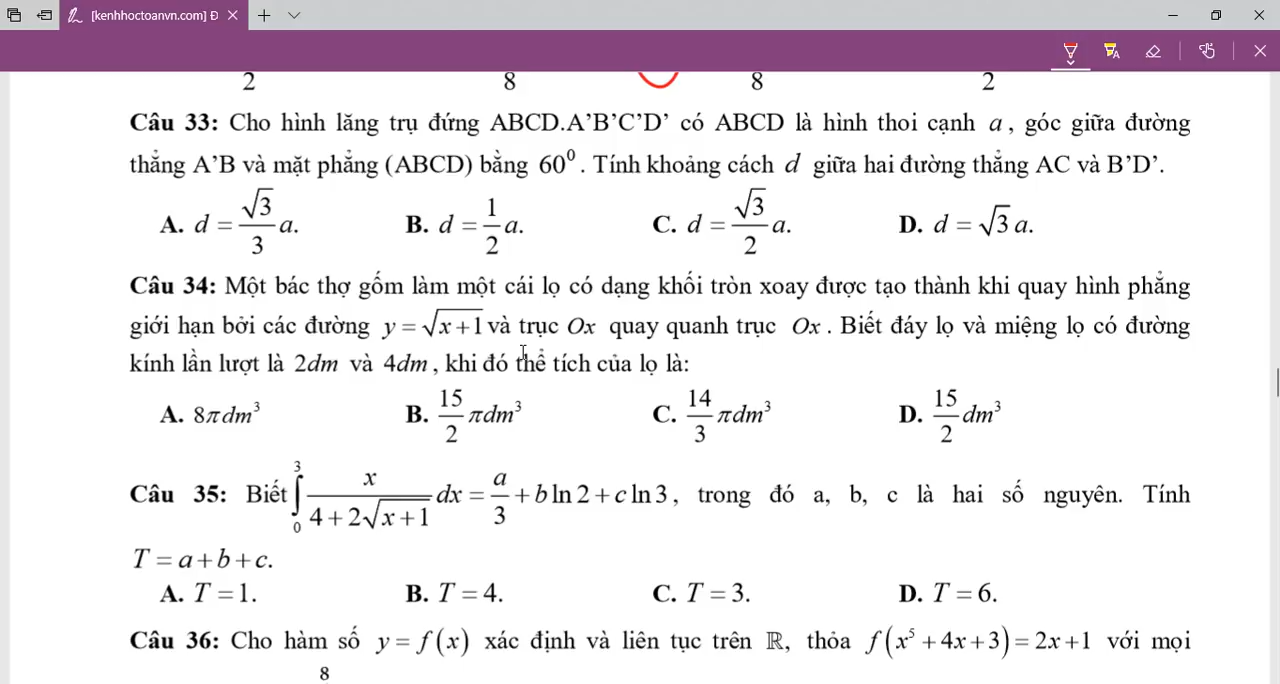 [kenhhoctoanvn.com] Đ
2 8 8 2
Câu 33: Cho hình lăng trụ đứng ABCD.A’B’C’D’ có ABCD là hình thoi cạnh a, góc giữa đường
thẳng A’B và mặt phẳng (ABCD) bằng 60⁰. Tính khoảng cách d giữa hai đường thẳng AC và B’D’.
A. d = √3/3 a. B. d = 1/2 a. C. d = √3/2 a. D. d = √3 a.
Câu 34: Một bác thợ gốm làm một cái lọ có dạng khối tròn xoay được tạo thành khi quay hình phẳng
giới hạn bởi các đường y = √(x+1) và trục Ox quay quanh trục Ox. Biết đáy lọ và miệng lọ có đường
kính lần lượt là 2dm và 4dm, khi đó thể tích của lọ là:
A. 8πdm³ B. 15/2 πdm³ C. 14/3 πdm³ D. 15/2 dm³
Câu 35: Biết ∫₀³ x/(4+2√(x+1)) dx = a/3 + b ln 2 + c ln 3, trong đó a, b, c là hai số nguyên. Tính
T = a + b + c.
A. T = 1. B. T = 4. C. T = 3. D. T = 6.
Câu 36: Cho hàm số y = f(x) xác định và liên tục trên ℝ, thỏa f(x⁵ + 4x + 3) = 2x + 1 với mọi
8